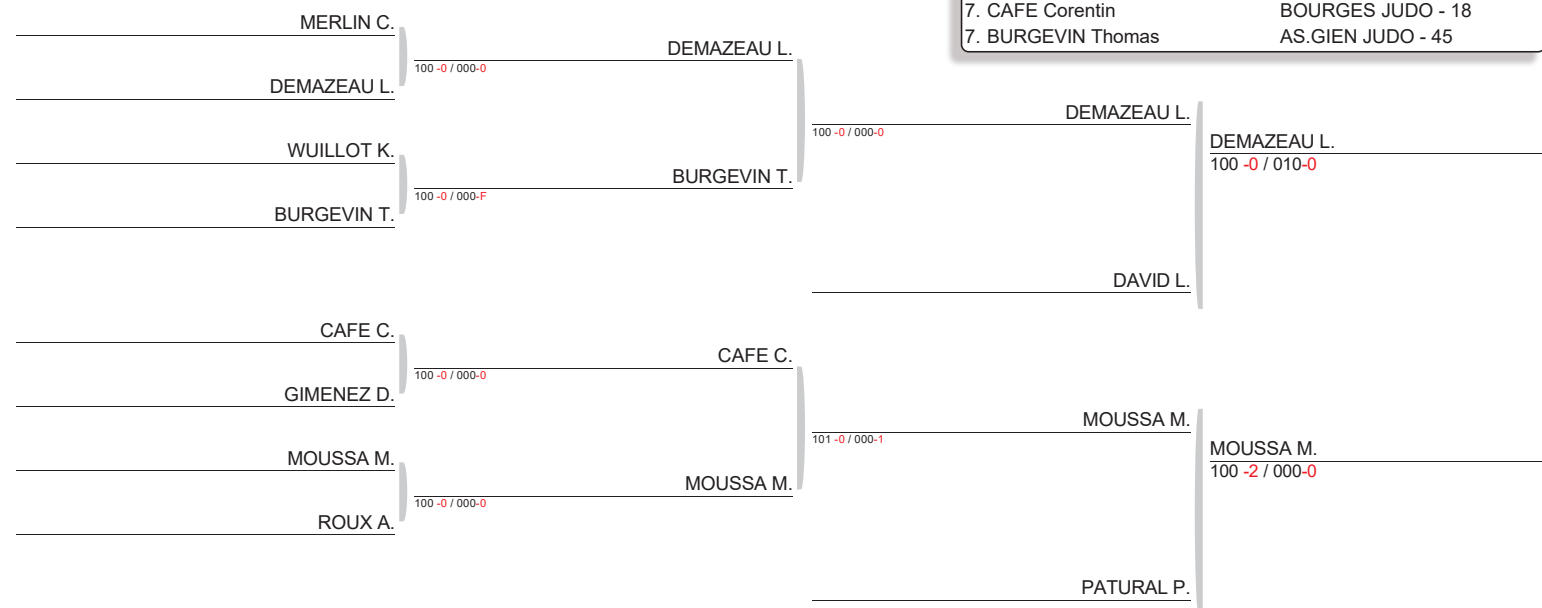 7. CAFE Corentin BOURGES JUDO - 18
7. BURGEVIN Thomas AS.GIEN JUDO - 45
MERLIN C.
DEMAZEAU L.
100 -0 / 000-0
DEMAZEAU L.
WUILLOT K.
BURGEVIN T.
100 -0 / 000-F
BURGEVIN T.
DEMAZEAU L.
100 -0 / 000-0
DAVID L.
DEMAZEAU L.
100 -0 / 010-0
CAFE C.
GIMENEZ D.
CAFE C.
100 -0 / 000-0
MOUSSA M.
ROUX A.
MOUSSA M.
100 -0 / 000-0
MOUSSA M.
101 -0 / 000-1
PATURAL P.
MOUSSA M.
100 -2 / 000-0